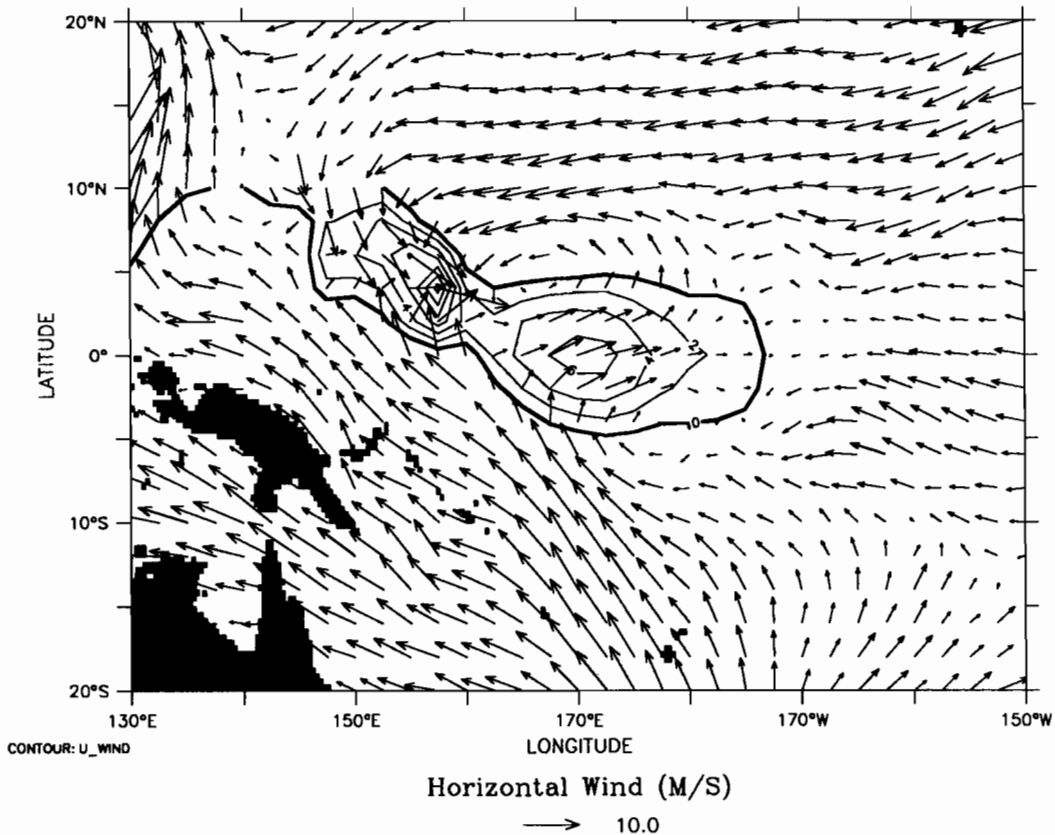 20°N
10°N
0°
10°S
20°S
LATITUDE
2
4
6
0
130°E 150°E 170°E 170°W 150°W
CONTOUR: U_WIND
LONGITUDE
Horizontal Wind (M/S)
10.0